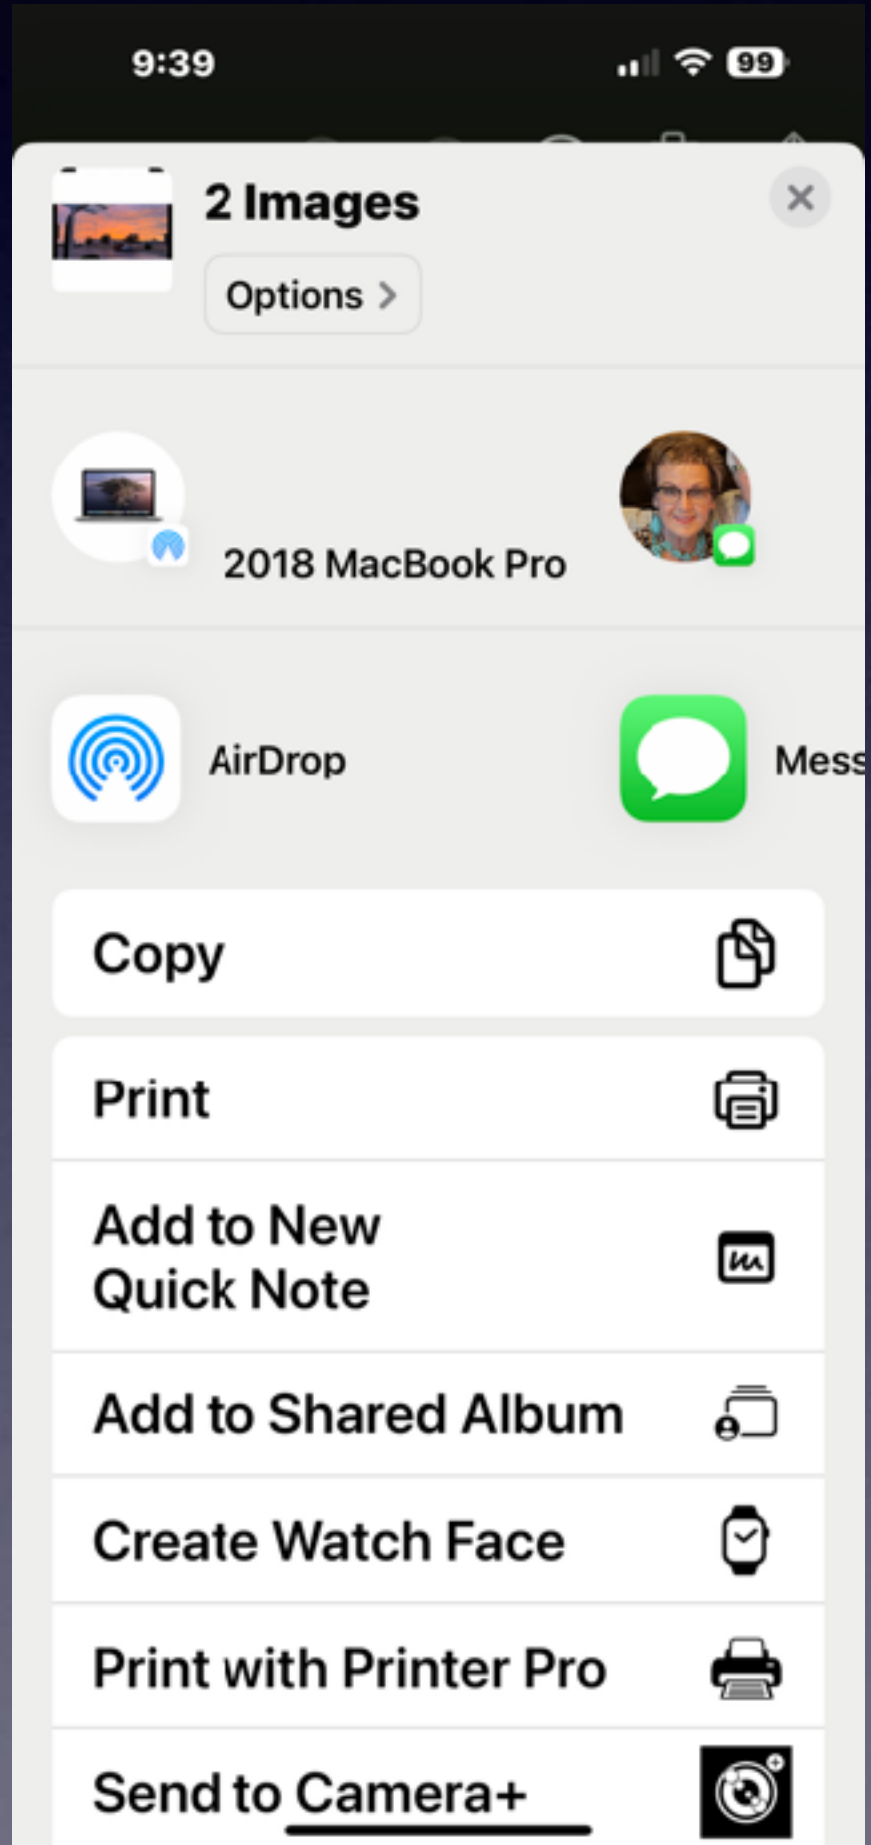 9:39
99
2 Images
Options
2018 MacBook Pro
AirDrop
Mess
Copy
Print
Add to New
Quick Note
Add to Shared Album
Create Watch Face
Print with Printer Pro
Send to Camera+